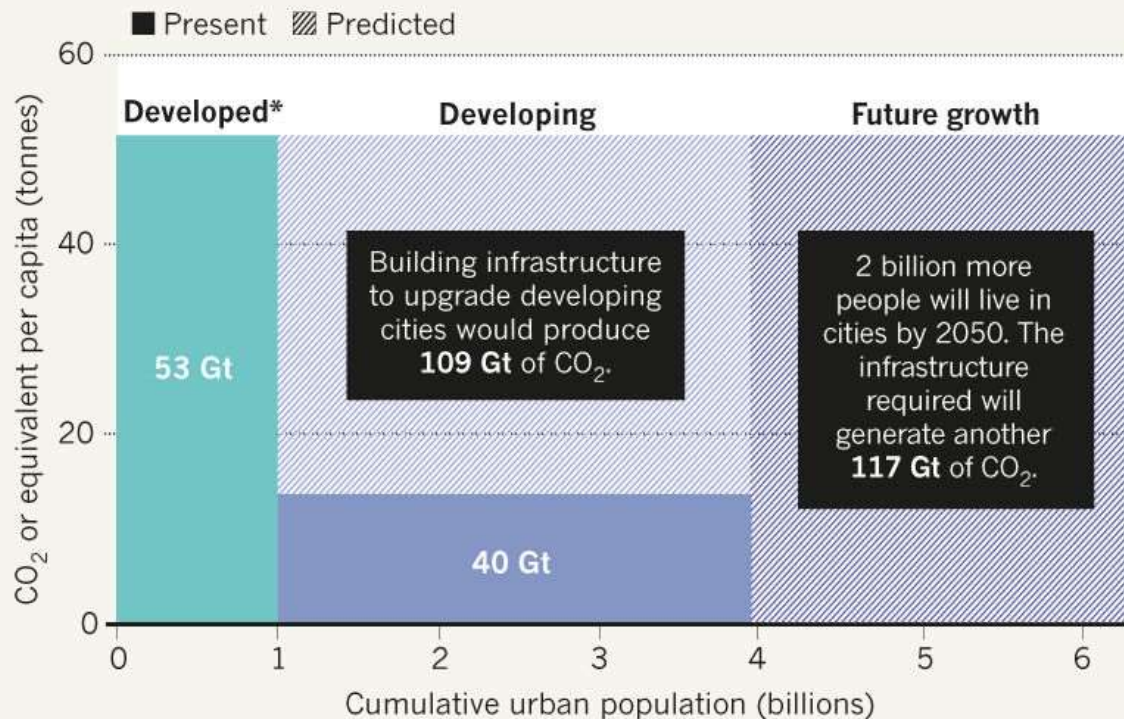 Present Predicted
60
Developed* Developing Future growth
40
20
0
CO₂ or equivalent per capita (tonnes)
53 Gt
Building infrastructure
to upgrade developing
cities would produce
109 Gt of CO₂.
40 Gt
2 billion more
people will live in
cities by 2050. The
infrastructure
required will
generate another
117 Gt of CO₂.
0 1 2 3 4 5 6
Cumulative urban population (billions)